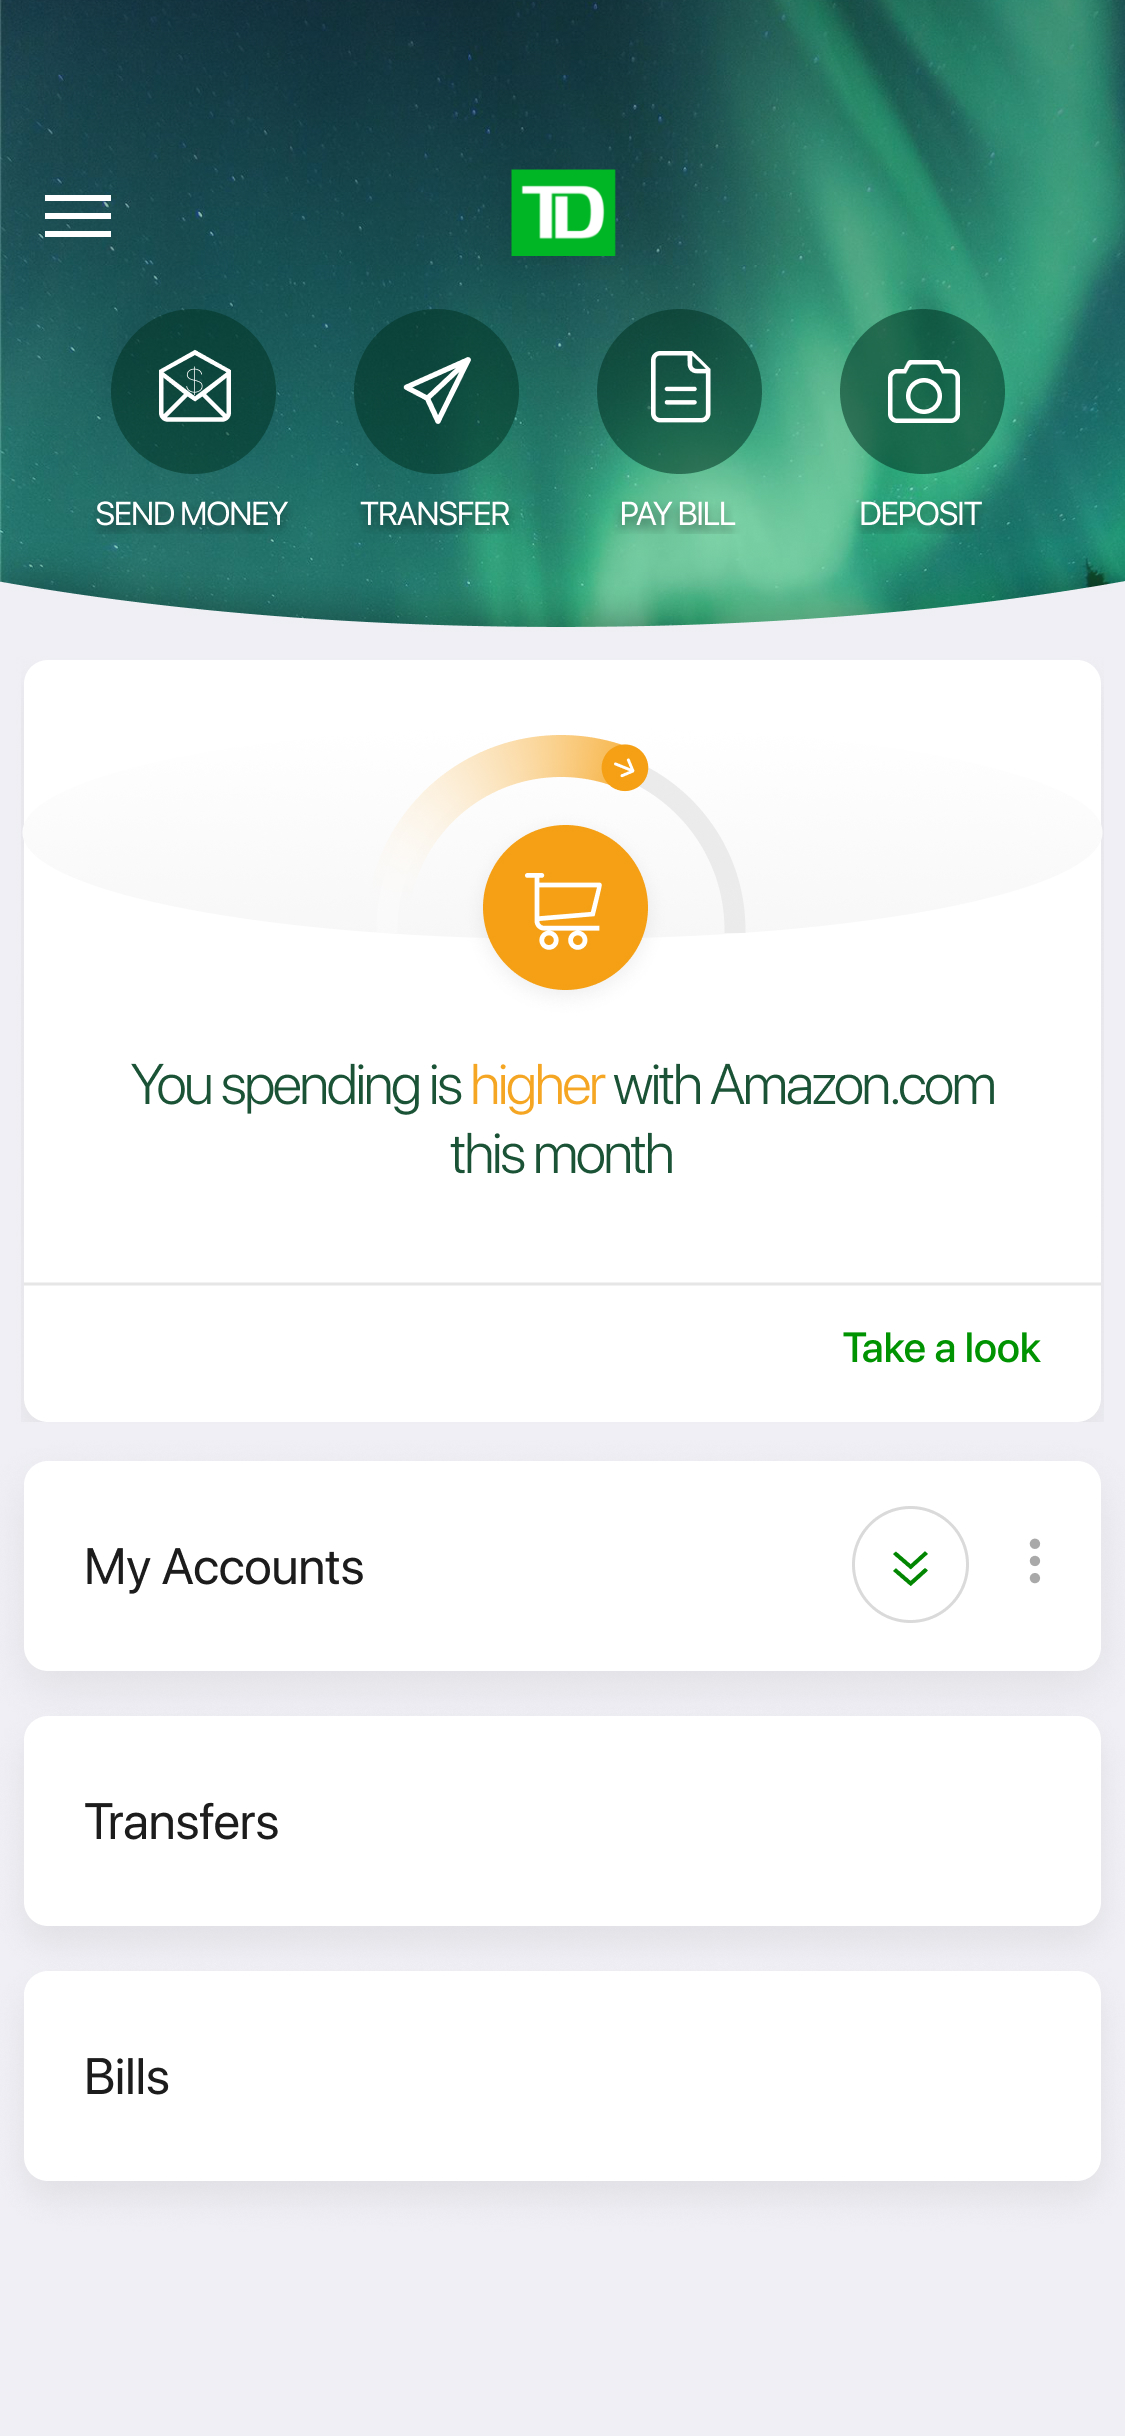 TD
SEND MONEY
TRANSFER
PAY BILL
DEPOSIT
$
You spending is higher with Amazon.com
this month
Take a look
My Accounts
Transfers
Bills